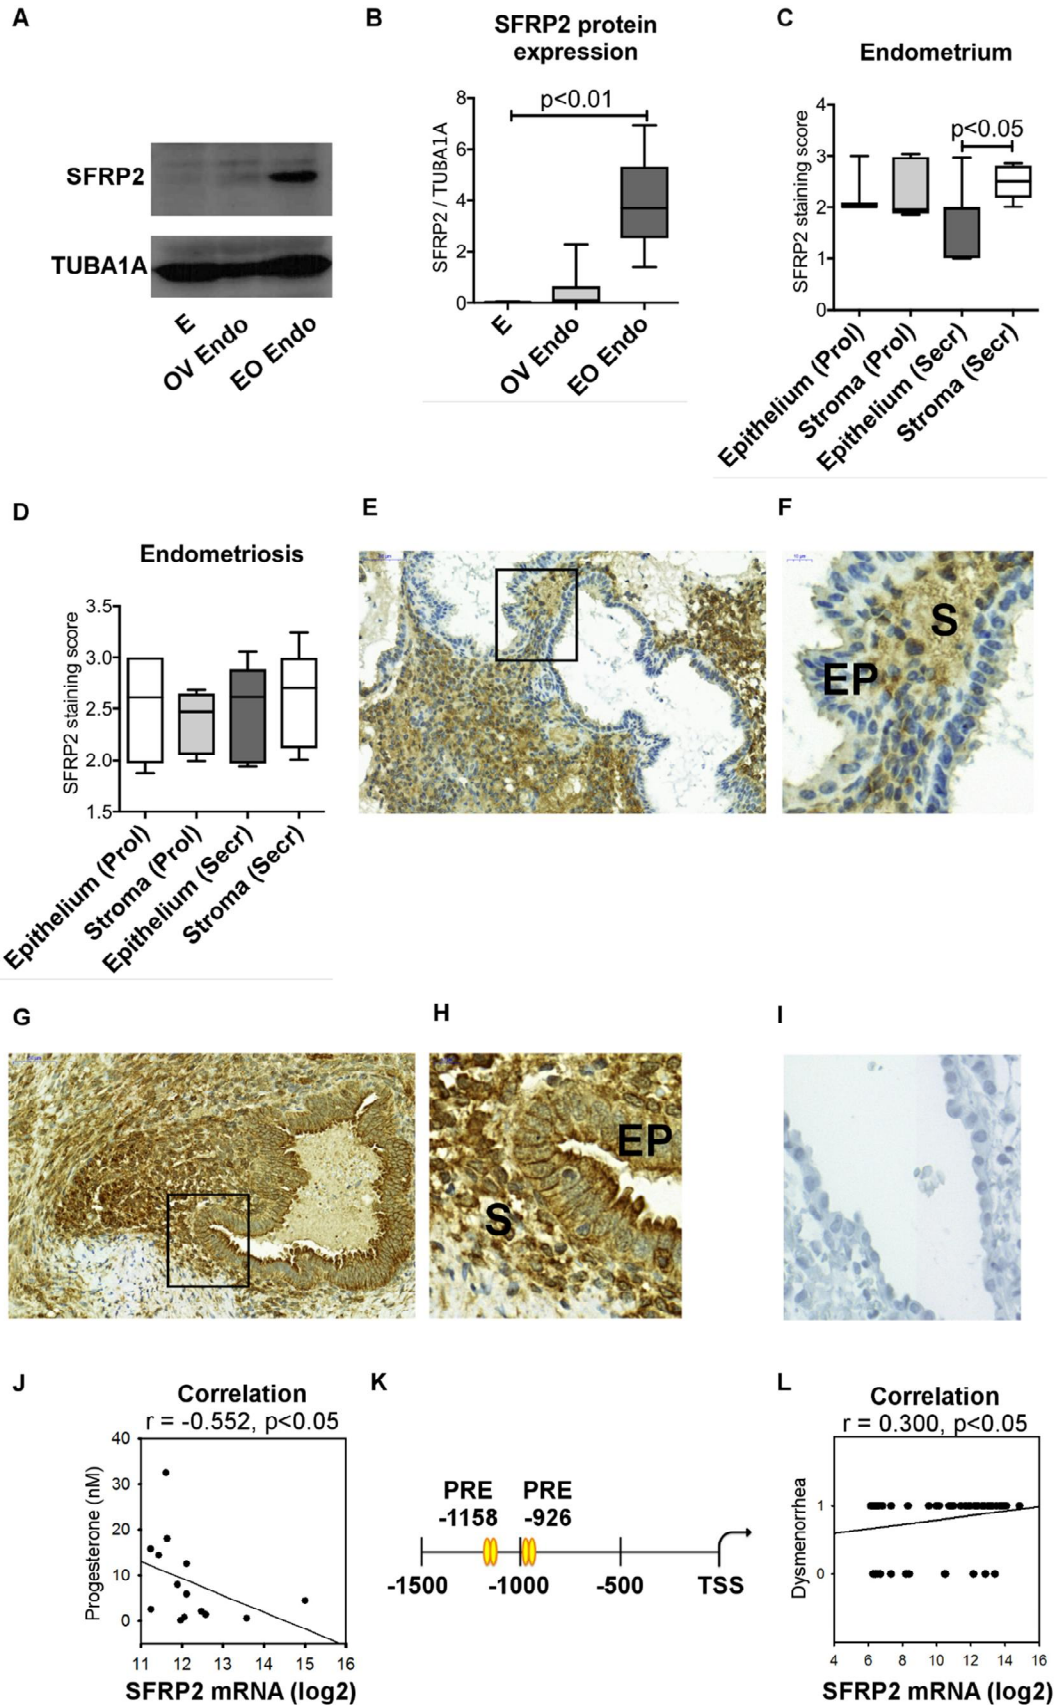 A
SFRP2
TUBA1A
E
OV Endo
EO Endo
B
SFRP2 protein
expression
p<0.01
SFRP2 / TUBA1A
8
6
4
2
0
E
OV Endo
EO Endo
C
Endometrium
p<0.05
SFRP2 staining score
4
3
2
1
0
Epithelium (Prol)
Stroma (Prol)
Epithelium (Secr)
Stroma (Secr)
D
Endometriosis
SFRP2 staining score
3.5
3.0
2.5
2.0
1.5
Epithelium (Prol)
Stroma (Prol)
Epithelium (Secr)
Stroma (Secr)
E
F
S
EP
G
H
EP
S
I
J
Correlation
r = -0.552, p<0.05
Progesterone (nM)
40
30
20
10
0
11 12 13 14 15 16
SFRP2 mRNA (log2)
K
PRE PRE
-1158 -926
-1500 -1000 -500 TSS
L
Correlation
r = 0.300, p<0.05
Dysmenorrhea
1
0
4 6 8 10 12 14 16
SFRP2 mRNA (log2)